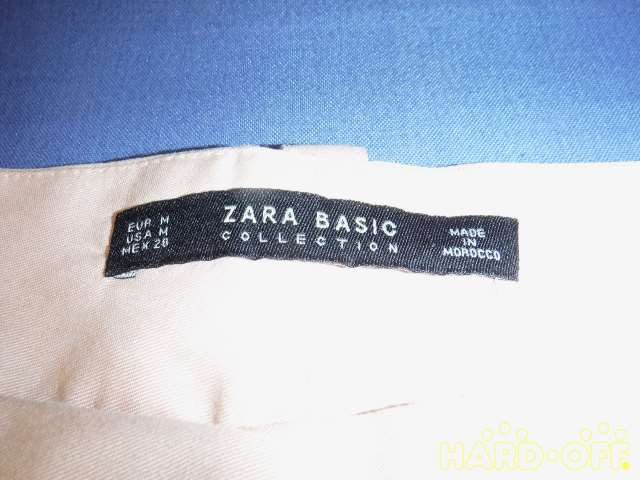 EUR M
USA M
MEX 28
ZARA BASIC
COLLECTION
MADE
IN
MOROCCO
HARD·OFF